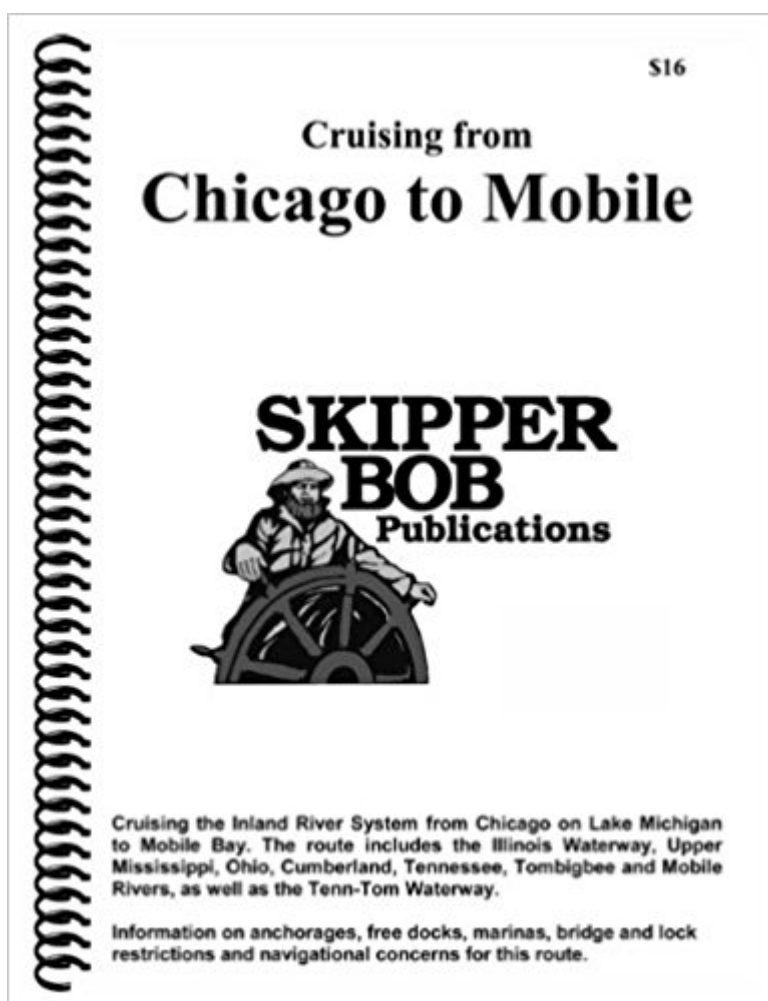 $16
Cruising from
Chicago to Mobile
SKIPPER
BOB
Publications
Cruising the Inland River System from Chicago on Lake Michigan
to Mobile Bay. The route includes the Illinois Waterway, Upper
Mississippi, Ohio, Cumberland, Tennessee, Tombigbee and Mobile
Rivers, as well as the Tenn-Tom Waterway.
Information on anchorages, free docks, marinas, bridge and lock
restrictions and navigational concerns for this route.